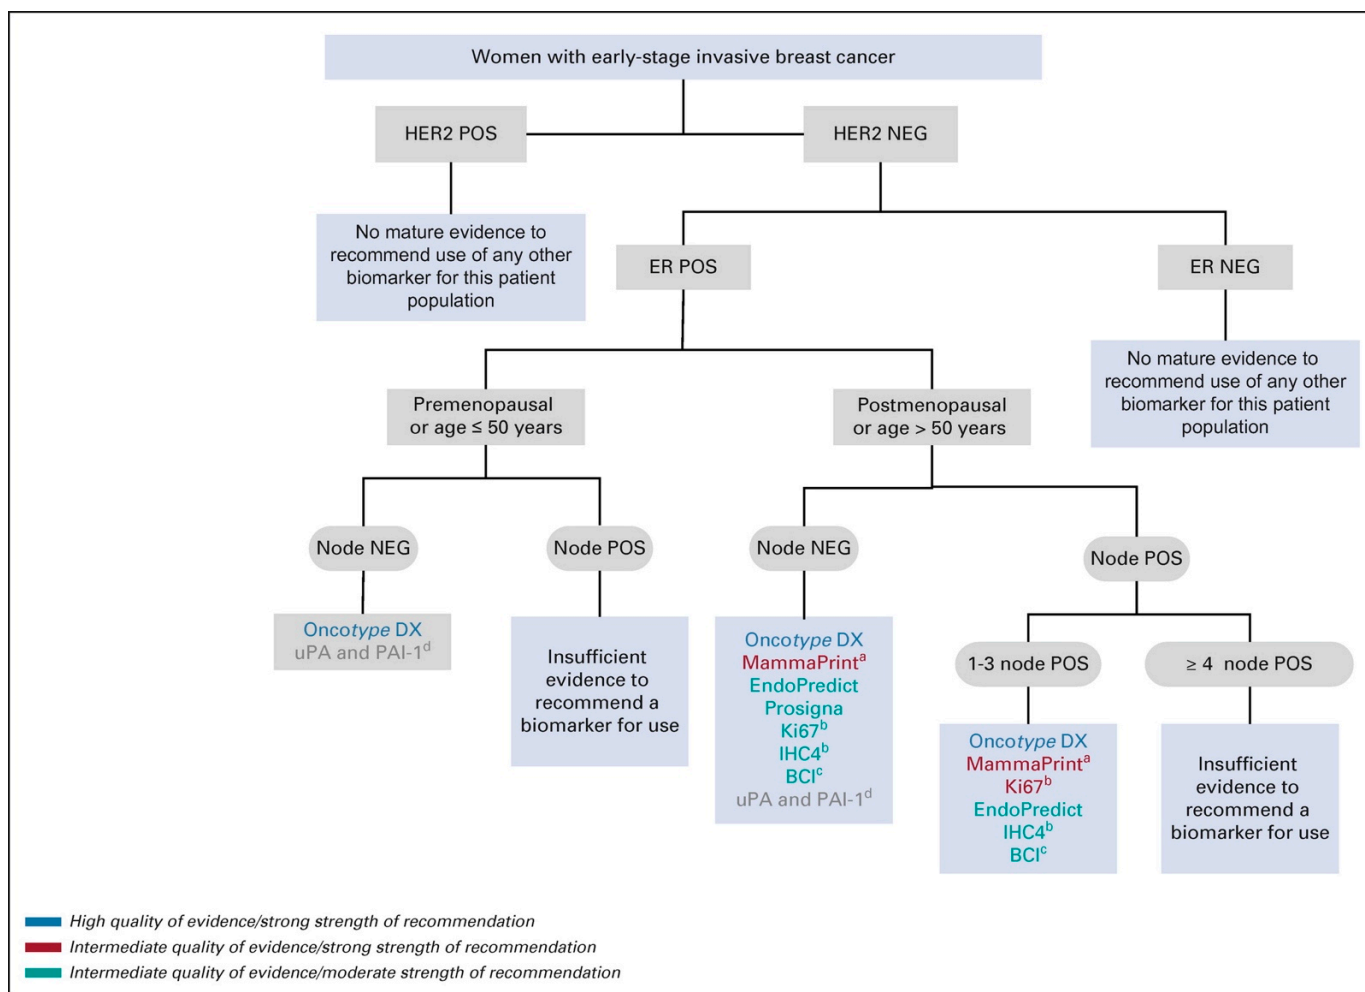 Women with early-stage invasive breast cancer
HER2 POS
HER2 NEG
No mature evidence to
recommend use of any other
biomarker for this patient
population
ER POS
ER NEG
No mature evidence to
recommend use of any other
biomarker for this patient
population
Premenopausal
or age ≤ 50 years
Postmenopausal
or age > 50 years
Node NEG
Node POS
Node NEG
Node POS
Oncotype DX
uPA and PAI-1d
Insufficient
evidence to
recommend a
biomarker for use
Oncotype DX
MammaPrinta
EndoPredict
Prosigna
Ki67b
IHC4b
BCIc
uPA and PAI-1d
1-3 node POS
≥ 4 node POS
Oncotype DX
MammaPrinta
Ki67b
EndoPredict
IHC4b
BCIc
Insufficient
evidence to
recommend a
biomarker for use
High quality of evidence/strong strength of recommendation
Intermediate quality of evidence/strong strength of recommendation
Intermediate quality of evidence/moderate strength of recommendation